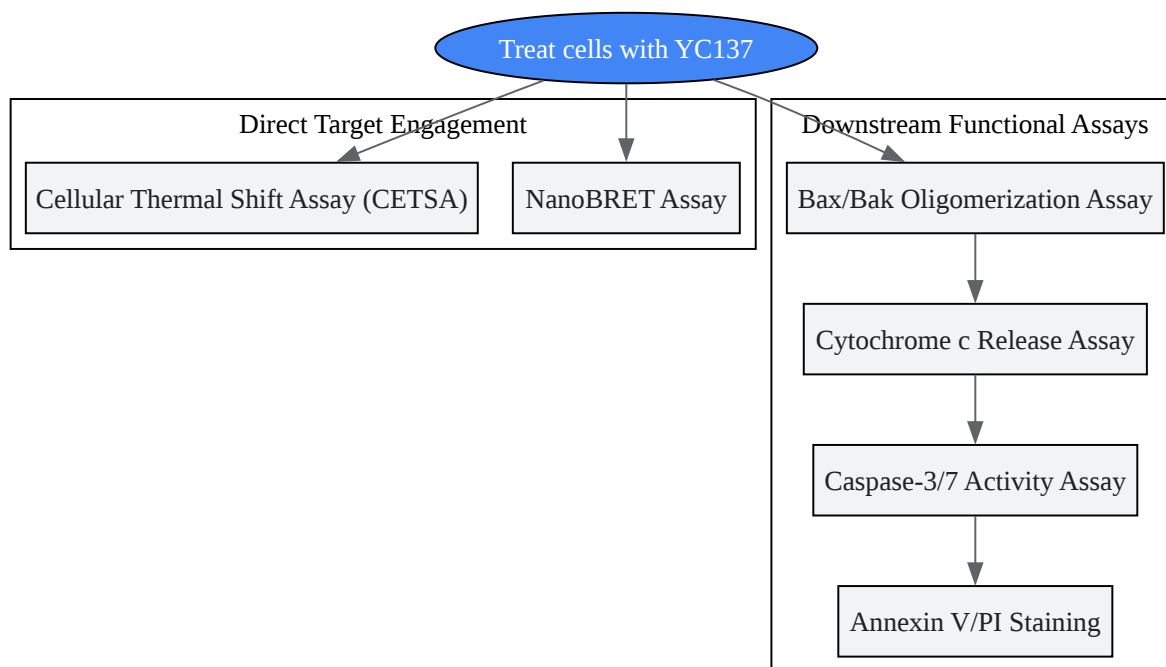 Treat cells with YC137
Direct Target Engagement
Cellular Thermal Shift Assay (CETSA)
NanoBRET Assay
Downstream Functional Assays
Bax/Bak Oligomerization Assay
Cytochrome c Release Assay
Caspase-3/7 Activity Assay
Annexin V/PI Staining